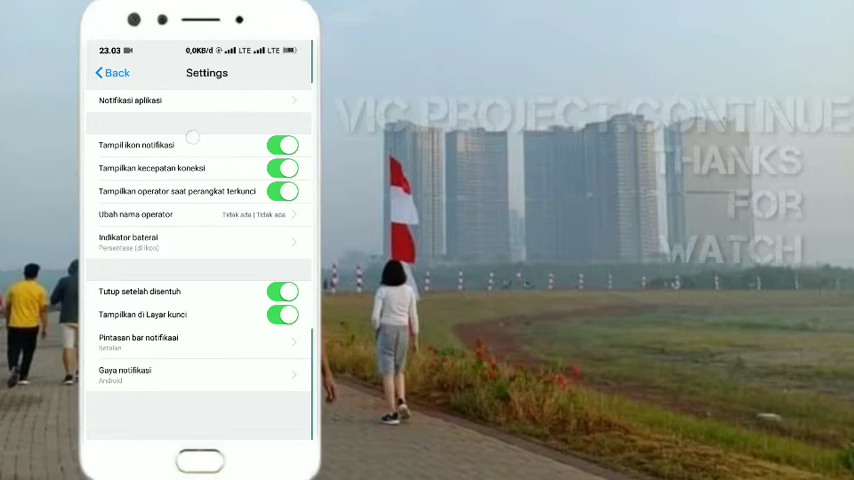 23.03
0,0KB/d LTE LTE
Back
Settings
Notifikasi aplikasi
Tampil ikon notifikasi
Tampilkan kecepatan koneksi
Tampilkan operator saat perangkat terkunci
Ubah nama operator
Tidak ada | Tidak ada
Indikator baterai
Persentase (di ikon)
Tutup setelah disentuh
Tampilkan di Layar kunci
Pintasan bar notifikaai
Setelan
Gaya notifikasi
Android
VIC PROJECT.CONTINUE
THANKS
FOR
WATCH